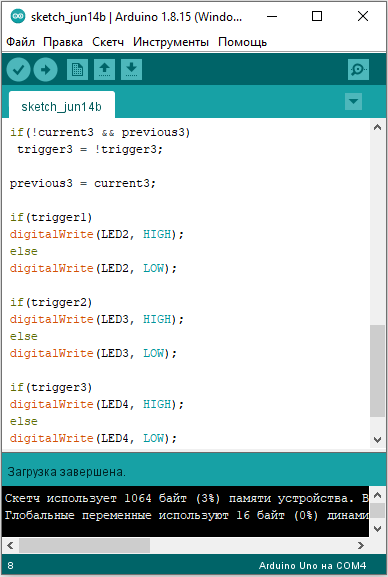 sketch_jun14b | Arduino 1.8.15 (Windo...
Файл Правка Скетч Инструменты Помощь
sketch_jun14b
if(!current3 && previous3)
trigger3 = !trigger3;
previous3 = current3;
if(trigger1)
digitalWrite(LED2, HIGH);
else
digitalWrite(LED2, LOW);
if(trigger2)
digitalWrite(LED3, HIGH);
else
digitalWrite(LED3, LOW);
if(trigger3)
digitalWrite(LED4, HIGH);
else
digitalWrite(LED4, LOW);
Загрузка завершена.
Скетч использует 1064 байт (3%) памяти устройства. В
Глобальные переменные используют 16 байт (0%) динами
8
Arduino Uno на COM4